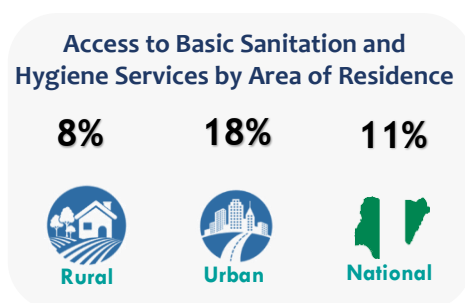 Access to Basic Sanitation and
Hygiene Services by Area of Residence
8% 18% 11%
Rural Urban National